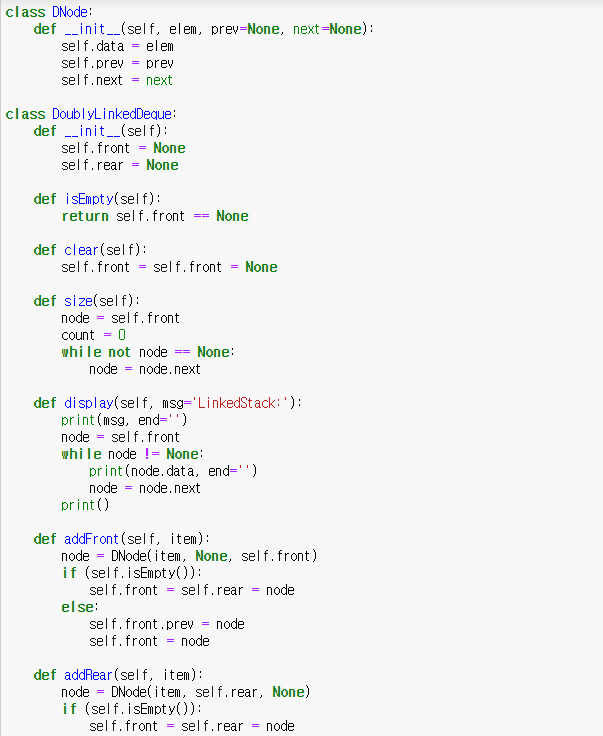 class DNode:
    def __init__(self, elem, prev=None, next=None):
        self.data = elem
        self.prev = prev
        self.next = next

class DoublyLinkedDeque:
    def __init__(self):
        self.front = None
        self.rear = None

    def isEmpty(self):
        return self.front == None

    def clear(self):
        self.front = self.front = None

    def size(self):
        node = self.front
        count = 0
        while not node == None:
            node = node.next

    def display(self, msg='LinkedStack:'):
        print(msg, end='')
        node = self.front
        while node != None:
            print(node.data, end='')
            node = node.next
        print()

    def addFront(self, item):
        node = DNode(item, None, self.front)
        if (self.isEmpty()):
            self.front = self.rear = node
        else:
            self.front.prev = node
            self.front = node

    def addRear(self, item):
        node = DNode(item, self.rear, None)
        if (self.isEmpty()):
            self.front = self.rear = node